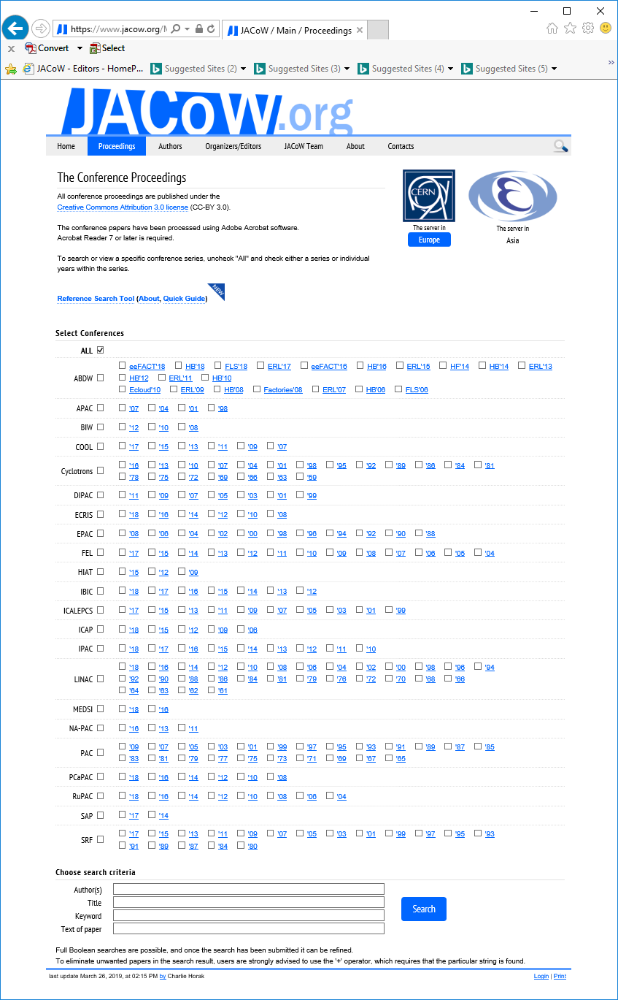 https://www.jacow.org/
JACoW / Main / Proceedings
x Convert Select
JACoW - Editors - HomeP... Suggested Sites (2) Suggested Sites (3) Suggested Sites (4) Suggested Sites (5) »
JACoW.org
Home Proceedings Authors Organizers/Editors JACoW Team About Contacts
The Conference Proceedings
All conference proceedings are published under the
Creative Commons Attribution 3.0 license (CC-BY 3.0).
The conference papers have been processed using Adobe Acrobat software.
Acrobat Reader 7 or later is required.
To search or view a specific conference series, uncheck "All" and check either a series or individual
years within the series.
Reference Search Tool (About, Quick Guide) NEW
CERN
The server in
Europe
The server in
Asia
Select Conferences
ALL
ABDW
eeFACT'18 HB'18 FLS'18 ERL'17 eeFACT'16 HB'16 ERL'15 HF'14 HB'14 ERL'13
HB'12 ERL'11 HB'10
Ecloud'10 ERL'09 HB'08 Factories'08 ERL'07 HB'06 FLS'06
APAC '07 '04 '01 '98
BIW '12 '10 '08
COOL '17 '15 '13 '11 '09 '07
Cyclotrons
'16 '13 '10 '07 '04 '01 '98 '95 '92 '89 '86 '84 '81
'78 '75 '72 '69 '66 '63 '59
DIPAC '11 '09 '07 '05 '03 '01 '99
ECRIS '18 '16 '14 '12 '10 '08
EPAC '08 '06 '04 '02 '00 '98 '96 '94 '92 '90 '88
FEL '17 '15 '14 '13 '12 '11 '10 '09 '08 '07 '06 '05 '04
HIAT '15 '12 '09
IBIC '18 '17 '16 '15 '14 '13 '12
ICALEPCS '17 '15 '13 '11 '09 '07 '05 '03 '01 '99
ICAP '18 '15 '12 '09 '06
IPAC '18 '17 '16 '15 '14 '13 '12 '11 '10
LINAC
'18 '16 '14 '12 '10 '08 '06 '04 '02 '00 '98 '96 '94
'92 '90 '88 '86 '84 '81 '79 '76 '72 '70 '68 '66
'64 '63 '62 '61
MEDSI '18 '16
NA-PAC '16 '13 '11
PAC
'09 '07 '05 '03 '01 '99 '97 '95 '93 '91 '89 '87 '85
'83 '81 '79 '77 '75 '73 '71 '69 '67 '65
PCaPAC '18 '16 '14 '12 '10 '08
RuPAC '18 '16 '14 '12 '10 '08 '06 '04
SAP '17 '14
SRF
'17 '15 '13 '11 '09 '07 '05 '03 '01 '99 '97 '95 '93
'91 '89 '87 '84 '80
Choose search criteria
Author(s)
Title
Keyword
Text of paper
Search
Full Boolean searches are possible, and once the search has been submitted it can be refined.
To eliminate unwanted papers in the search result, users are strongly advised to use the '+' operator, which requires that the particular string is found.
last update March 26, 2019, at 02:15 PM by Charlie Horak Login | Print